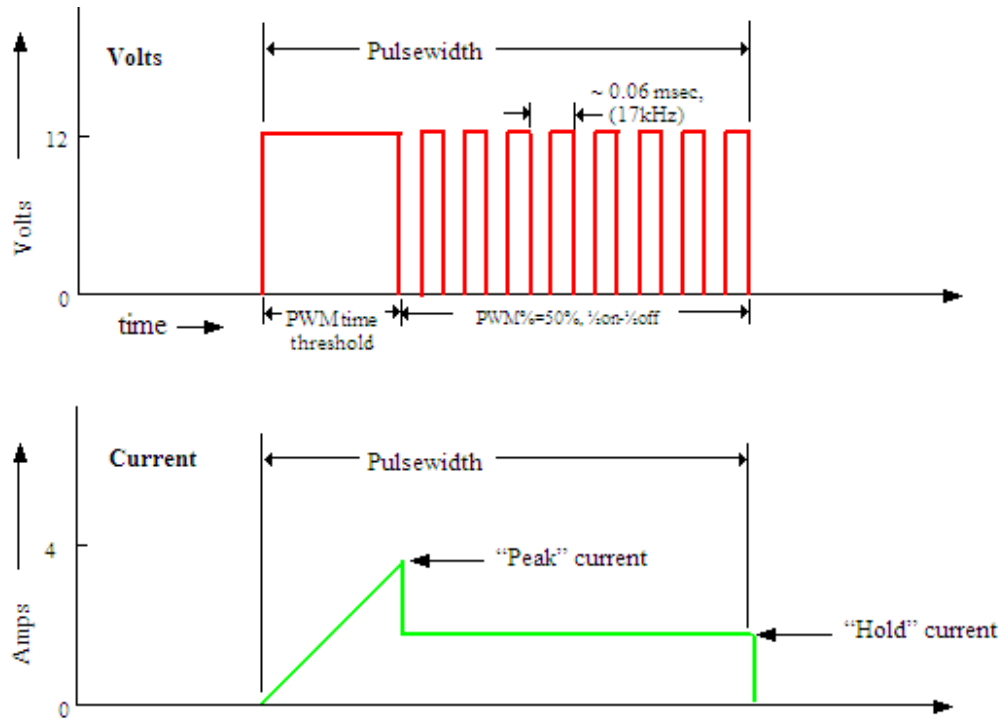 Volts
Pulsewidth
~ 0.06 msec,
(17kHz)
12
Volts
0
time
PWM time
threshold
PWM%=50%, ½on-½off
Current
Pulsewidth
4
"Peak" current
"Hold" current
Amps
0